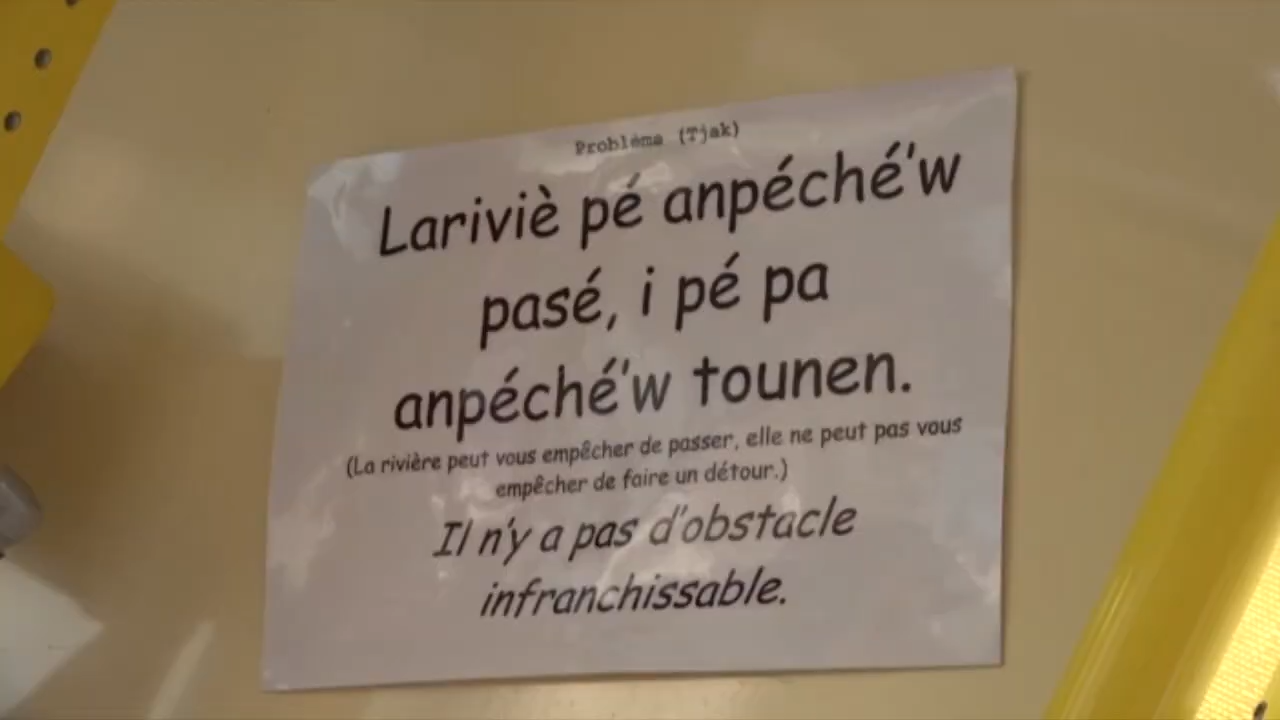 Problèma (Tjak)
Lariviè pé anpéché'w
pasé, i pé pa
anpéché'w tounen.
(La rivière peut vous empêcher de passer, elle ne peut pas vous
empêcher de faire un détour.)
Il n'y a pas d'obstacle
infranchissable.